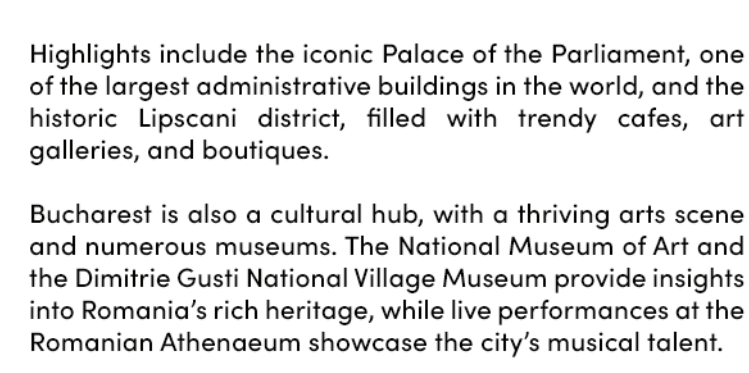 Highlights include the iconic Palace of the Parliament, one
of the largest administrative buildings in the world, and the
historic Lipscani district, filled with trendy cafes, art
galleries, and boutiques.
Bucharest is also a cultural hub, with a thriving arts scene
and numerous museums. The National Museum of Art and
the Dimitrie Gusti National Village Museum provide insights
into Romania’s rich heritage, while live performances at the
Romanian Athenaeum showcase the city’s musical talent.